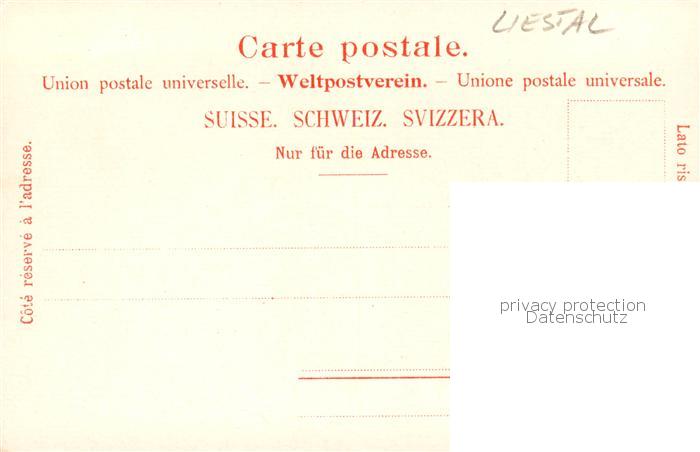 LIESTAL
Carte postale.
Union postale universelle. – Weltpostverein. – Unione postale universale.
SUISSE. SCHWEIZ. SVIZZERA.
Nur für die Adresse.
Côté réservé à l'adresse.
Lato
privacy protection
Datenschutz